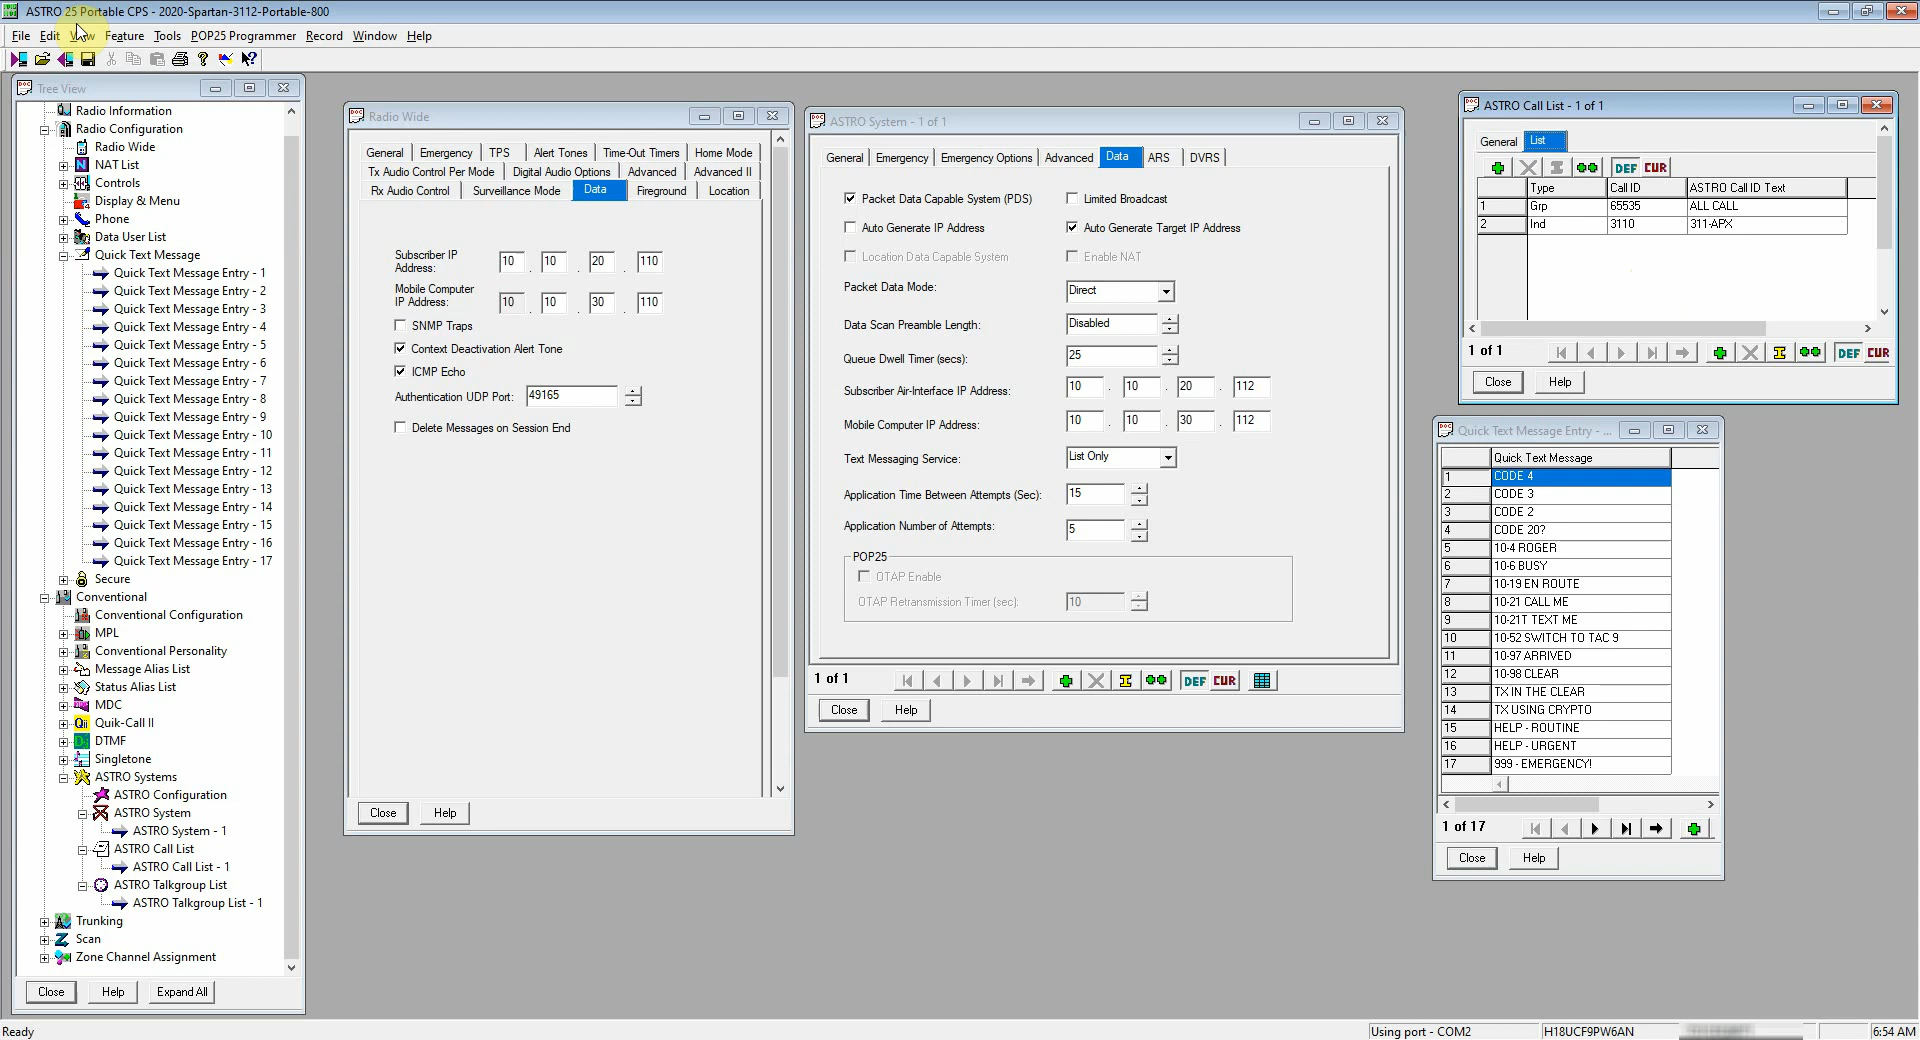 ASTRO 25 Portable CPS - 2020-Spartan-3112-Portable-800
File Edit View Feature Tools POP25 Programmer Record Window Help
Tree View
Radio Information
Radio Configuration
Radio Wide
NAT List
Controls
Display & Menu
Phone
Data User List
Quick Text Message
Quick Text Message Entry - 1
Quick Text Message Entry - 2
Quick Text Message Entry - 3
Quick Text Message Entry - 4
Quick Text Message Entry - 5
Quick Text Message Entry - 6
Quick Text Message Entry - 7
Quick Text Message Entry - 8
Quick Text Message Entry - 9
Quick Text Message Entry - 10
Quick Text Message Entry - 11
Quick Text Message Entry - 12
Quick Text Message Entry - 13
Quick Text Message Entry - 14
Quick Text Message Entry - 15
Quick Text Message Entry - 16
Quick Text Message Entry - 17
Secure
Conventional
Conventional Configuration
MPL
Conventional Personality
Message Alias List
Status Alias List
MDC
Quik-Call II
DTMF
Singletone
ASTRO Systems
ASTRO Configuration
ASTRO System
ASTRO System - 1
ASTRO Call List
ASTRO Call List - 1
ASTRO Talkgroup List
ASTRO Talkgroup List - 1
Trunking
Scan
Zone Channel Assignment
Close Help Expand All
Radio Wide
General Emergency TPS Alert Tones Time-Out Timers Home Mode
Tx Audio Control Per Mode Digital Audio Options Advanced Advanced II
Rx Audio Control Surveillance Mode Data Fireground Location
Subscriber IP
Address: 10 . 10 . 20 . 110
Mobile Computer
IP Address: 10 . 10 . 30 . 110
SNMP Traps
Context Deactivation Alert Tone
ICMP Echo
Authentication UDP Port: 49165
Delete Messages on Session End
Close Help
ASTRO System - 1 of 1
General Emergency Emergency Options Advanced Data ARS DVRS
Packet Data Capable System (PDS) Limited Broadcast
Auto Generate IP Address Auto Generate Target IP Address
Location Data Capable System Enable NAT
Packet Data Mode: Direct
Data Scan Preamble Length: Disabled
Queue Dwell Timer (secs): 25
Subscriber Air-Interface IP Address: 10 . 10 . 20 . 112
Mobile Computer IP Address: 10 . 10 . 30 . 112
Text Messaging Service: List Only
Application Time Between Attempts (Sec): 15
Application Number of Attempts: 5
POP25
OTAP Enable
OTAP Retransmission Timer (sec): 10
1 of 1 DEF CUR
Close Help
ASTRO Call List - 1 of 1
General List
DEF CUR
Type Call ID ASTRO Call ID Text
1 Grp 65535 ALL CALL
2 Ind 3110 311-APX
1 of 1 DEF CUR
Close Help
Quick Text Message Entry - ...
Quick Text Message
1 CODE 4
2 CODE 3
3 CODE 2
4 CODE 20?
5 10-4 ROGER
6 10-6 BUSY
7 10-19 EN ROUTE
8 10-21 CALL ME
9 10-21T TEXT ME
10 10-52 SWITCH TO TAC 9
11 10-97 ARRIVED
12 10-98 CLEAR
13 TX IN THE CLEAR
14 TX USING CRYPTO
15 HELP - ROUTINE
16 HELP - URGENT
17 999 - EMERGENCY!
1 of 17
Close Help
Ready Using port - COM2 H18UCF9PW6AN 6:54 AM